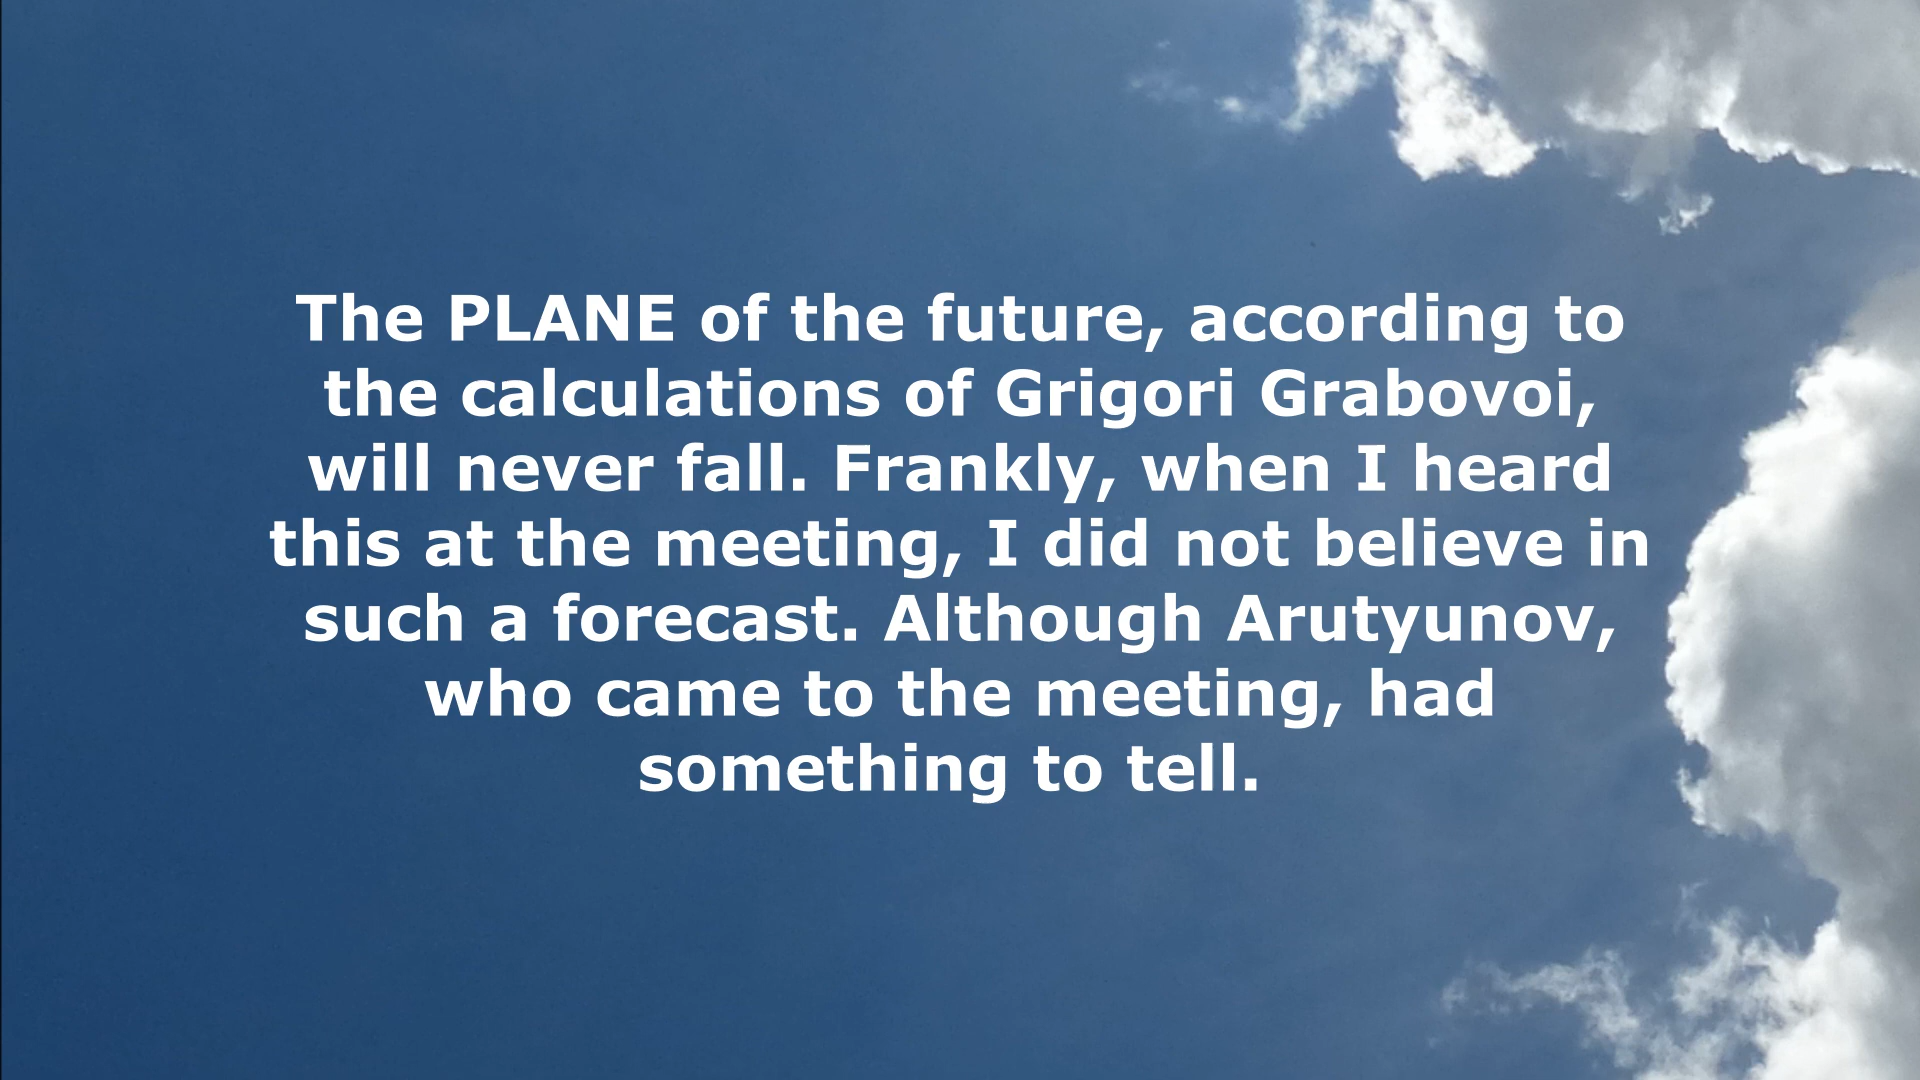 The PLANE of the future, according to
the calculations of Grigori Grabovoi,
will never fall. Frankly, when I heard
this at the meeting, I did not believe in
such a forecast. Although Arutyunov,
who came to the meeting, had
something to tell.